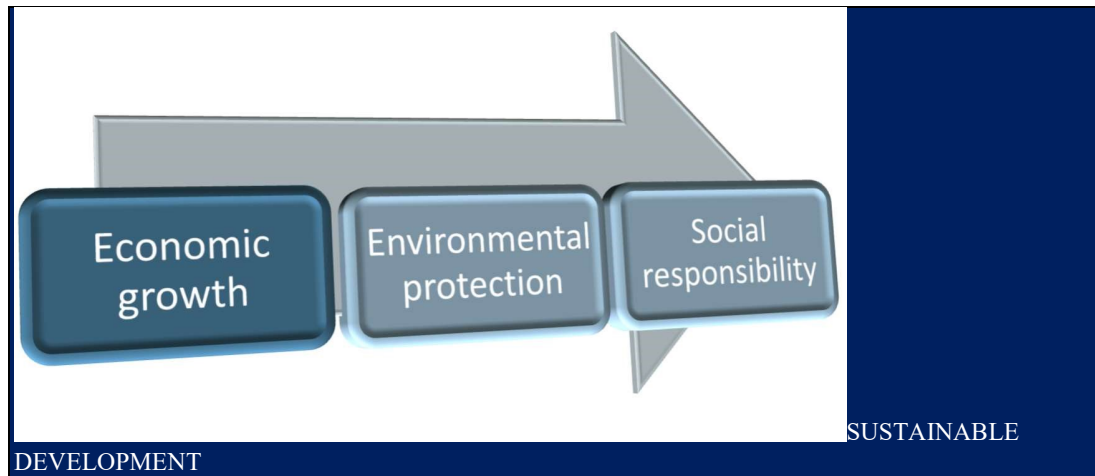 Economic
growth
Environmental
protection
Social
responsibility
SUSTAINABLE
DEVELOPMENT